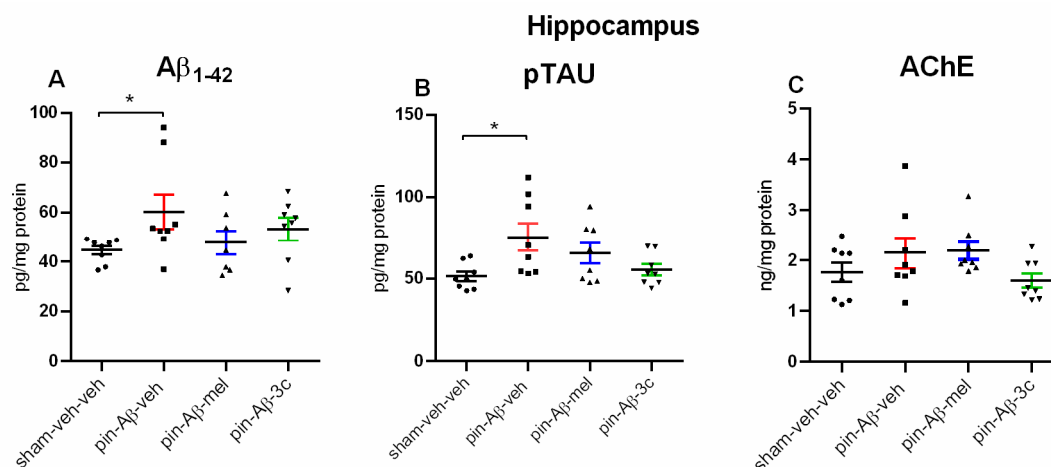 Hippocampus
A
Aβ1-42
*
pg/mg protein
100
80
60
40
20
0
sham-veh-veh
pin-Aβ-veh
pin-Aβ-mel
pin-Aβ-3c
B
pTAU
*
pg/mg protein
150
100
50
0
sham-veh-veh
pin-Aβ-veh
pin-Aβ-mel
pin-Aβ-3c
C
AChE
ng/mg protein
5
4
3
2
1
0
sham-veh-veh
pin-Aβ-veh
pin-Aβ-mel
pin-Aβ-3c